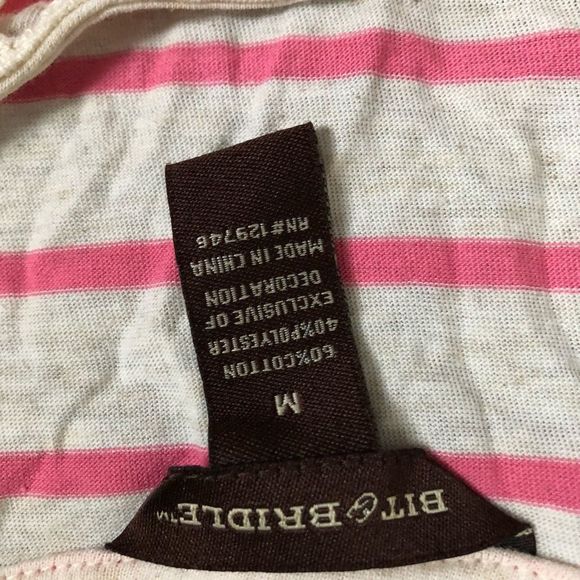 BIT & BRIDLE™
M
60%COTTON
40%POLYESTER
EXCLUSIVE OF
DECORATION
MADE IN CHINA
RN#129746